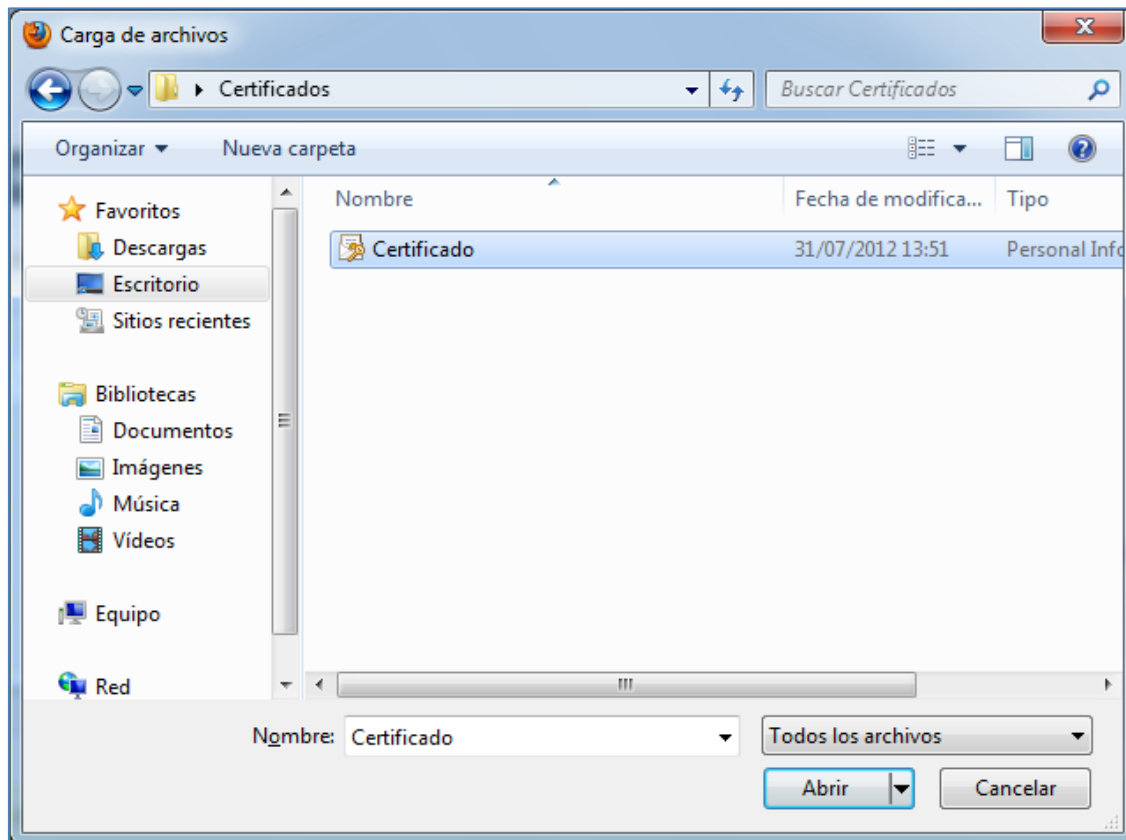 Carga de archivos
Certificados
Buscar Certificados
Organizar
Nueva carpeta
Favoritos
Descargas
Escritorio
Sitios recientes
Bibliotecas
Documentos
Imágenes
Música
Vídeos
Equipo
Red
Nombre
Fecha de modifica...
Tipo
Certificado
31/07/2012 13:51
Personal Info
Nombre: Certificado
Todos los archivos
Abrir
Cancelar